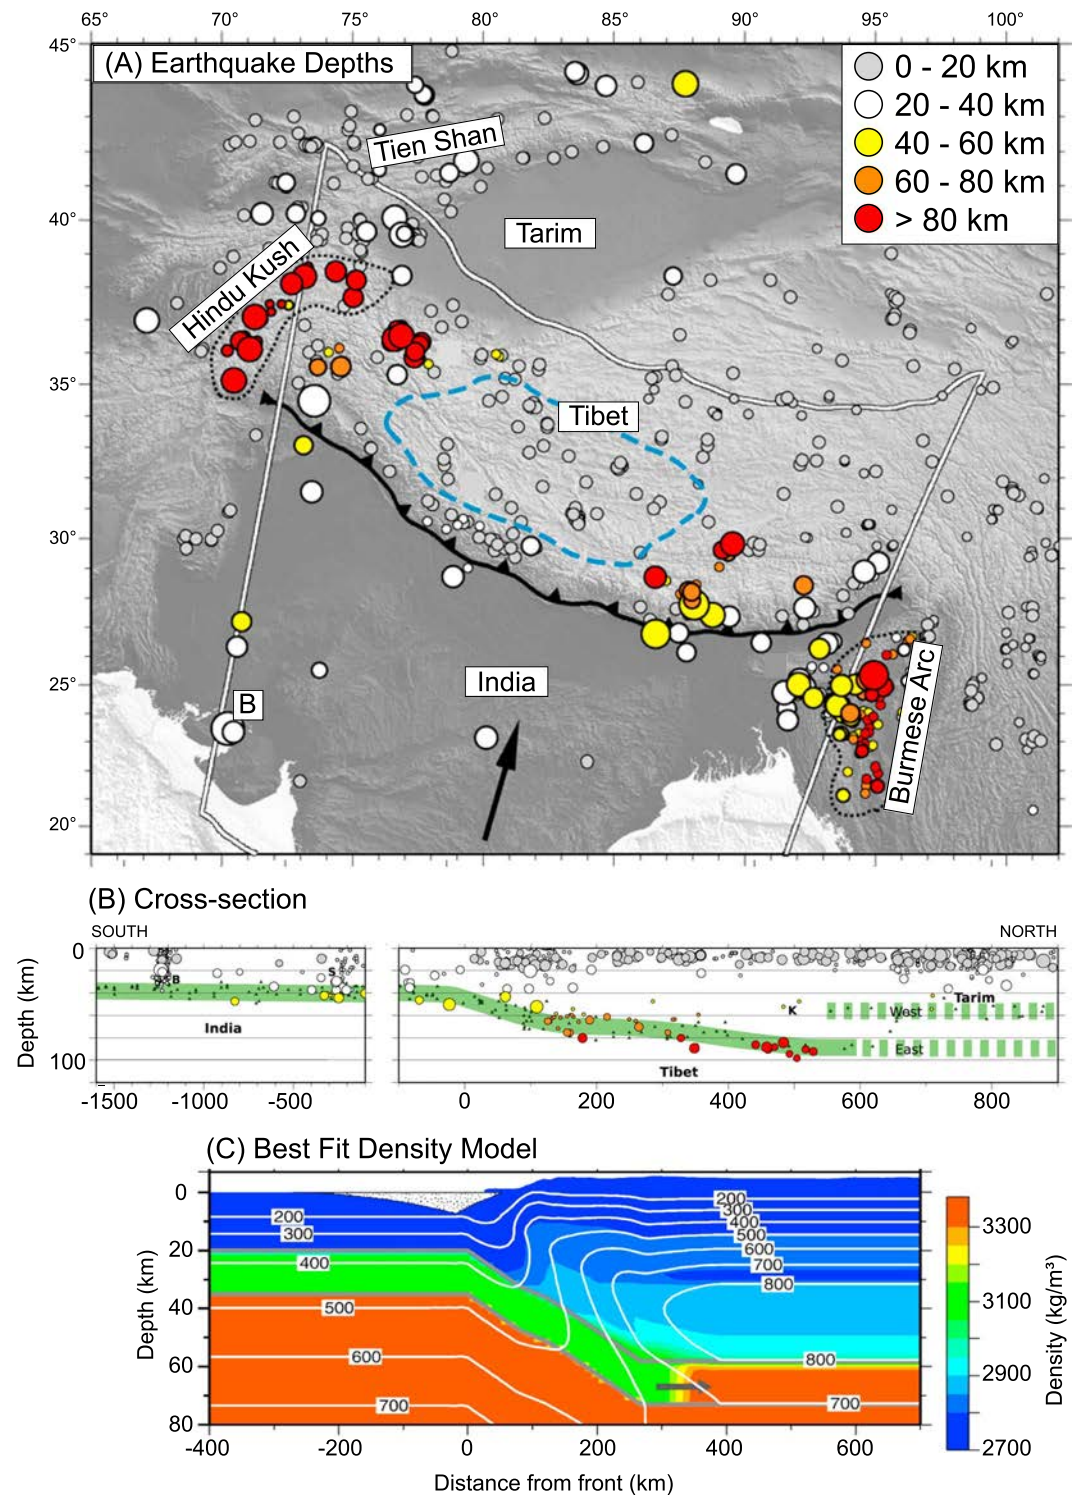 65° 70° 75° 80° 85° 90° 95° 100°
45°
(A) Earthquake Depths
0 - 20 km
20 - 40 km
40 - 60 km
60 - 80 km
> 80 km
Tien Shan
40°
Tarim
Hindu Kush
35°
Tibet
30°
25°
India
B
Burmese Arc
20°
(B) Cross-section
SOUTH NORTH
0
100
Depth (km)
B
S
India
K
Tarim
West
East
Tibet
-1500 -1000 -500 0 200 400 600 800
(C) Best Fit Density Model
0
20
40
60
80
Depth (km)
200
300
400
500
600
700
200
300
400
500
600
700
800
800
700
3300
3100
2900
2700
Density (kg/m³)
-400 -200 0 200 400 600
Distance from front (km)